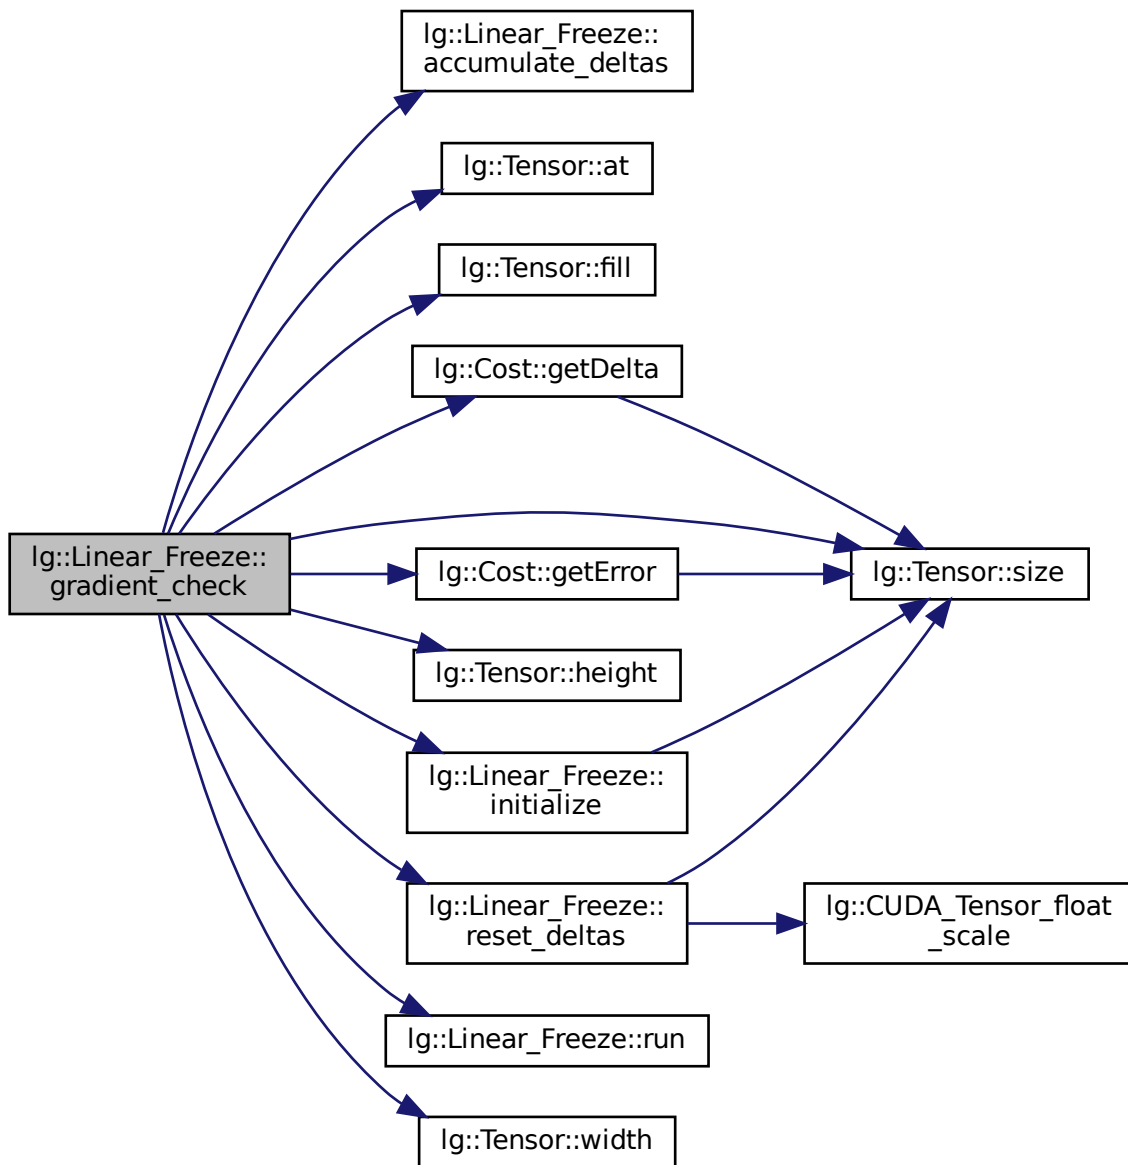 lg::Linear_Freeze::
accumulate_deltas
lg::Tensor::at
lg::Tensor::fill
lg::Cost::getDelta
lg::Linear_Freeze::
gradient_check
lg::Cost::getError
lg::Tensor::size
lg::Tensor::height
lg::Linear_Freeze::
initialize
lg::Linear_Freeze::
reset_deltas
lg::CUDA_Tensor_float
_scale
lg::Linear_Freeze::run
lg::Tensor::width